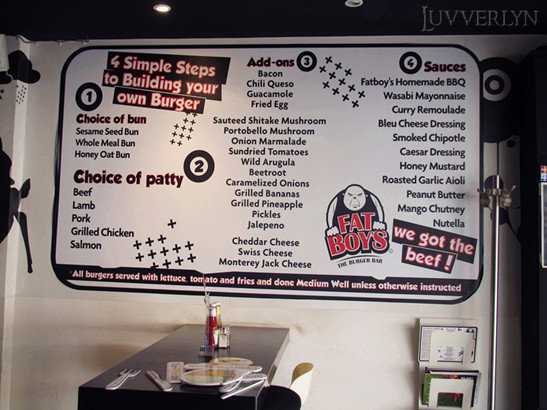 LUVVERLYN
4 Simple Steps
to Building your
own Burger
1
Choice of bun
Sesame Seed Bun
Whole Meal Bun
Honey Oat Bun
2
Choice of patty
Beef
Lamb
Pork
Grilled Chicken
Salmon
3
Add-ons
Bacon
Chili Queso
Guacamole
Fried Egg
Sauteed Shitake Mushroom
Portobello Mushroom
Onion Marmalade
Sundried Tomatoes
Wild Arugula
Beetroot
Caramelized Onions
Grilled Bananas
Grilled Pineapple
Pickles
Jalepeno
Cheddar Cheese
Swiss Cheese
Monterey Jack Cheese
4
Sauces
Fatboy's Homemade BBQ
Wasabi Mayonnaise
Curry Remoulade
Bleu Cheese Dressing
Smoked Chipotle
Caesar Dressing
Honey Mustard
Roasted Garlic Aioli
Peanut Butter
Mango Chutney
Nutella
FAT
BOYS
THE BURGER BAR
we got the
beef !
*All burgers served with lettuce, tomato and fries and done Medium Well unless otherwise instructed